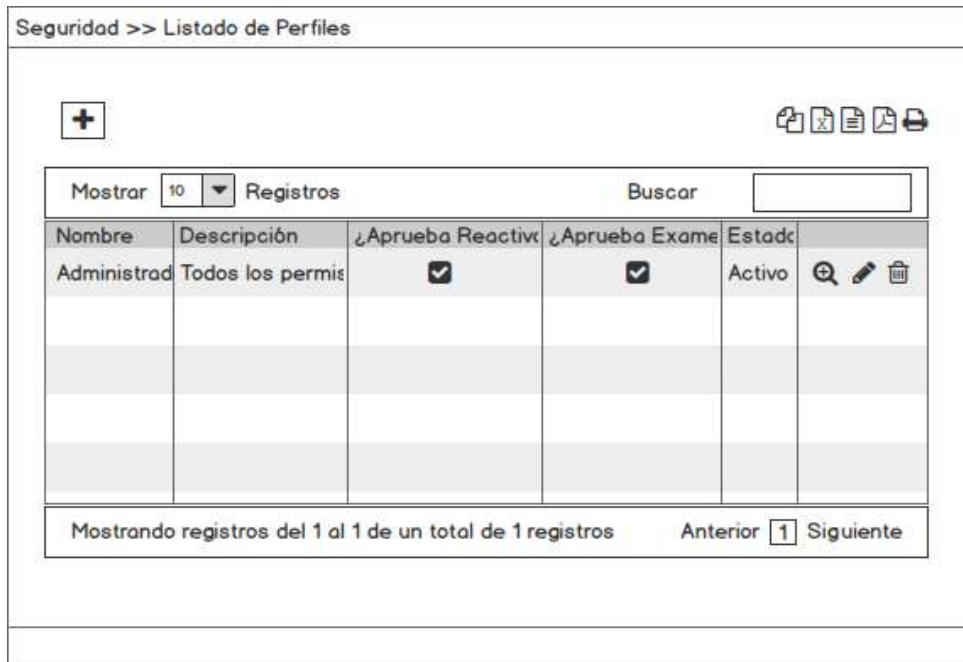 Seguridad >> Listado de Perfiles
Mostrar 10 Registros Buscar
Nombre Descripción ¿Aprueba Reactivo ¿Aprueba Exame Estado
Administrad Todos los permis Activo
Mostrando registros del 1 al 1 de un total de 1 registros Anterior 1 Siguiente